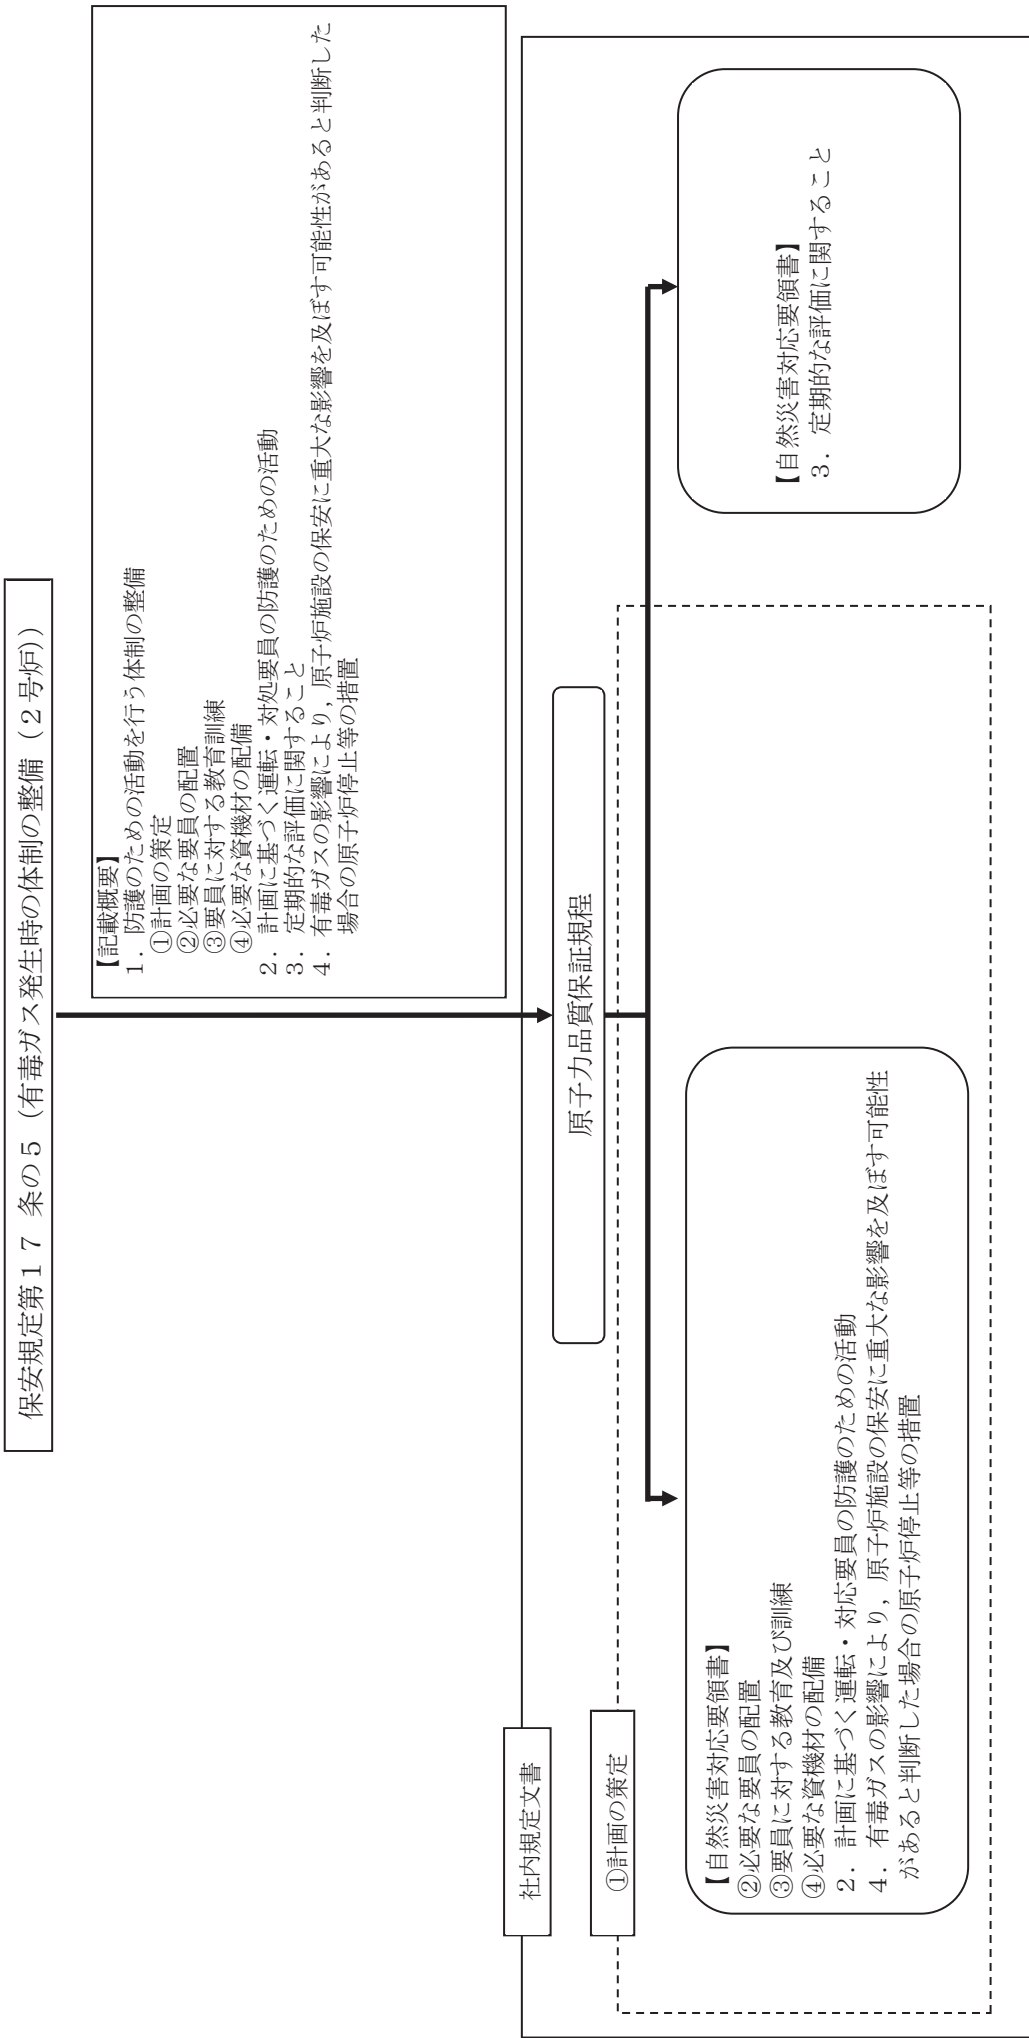 保安規定第１７条の５（有毒ガス発生時の体制の整備（２号炉））
【記載概要】
１．防護のための活動を行う体制の整備
①計画の策定
②必要な要員の配置
③要員に対する教育訓練
④必要な資機材の配備
２．計画に基づく運転・対処要員の防護のための活動
３．定期的な評価に関すること
４．有毒ガスの影響により，原子炉施設の保安に重大な影響を及ぼす可能性があると判断した
場合の原子炉停止等の措置
社内規定文書
原子力品質保証規程
①計画の策定
【自然災害対応要領書】
②必要な要員の配置
③要員に対する教育及び訓練
④必要な資機材の配備
２．計画に基づく運転・対応要員の防護のための活動
４．有毒ガスの影響により，原子炉施設の保安に重大な影響を及ぼす可能性
があると判断した場合の原子炉停止等の措置
【自然災害対応要領書】
３．定期的な評価に関すること